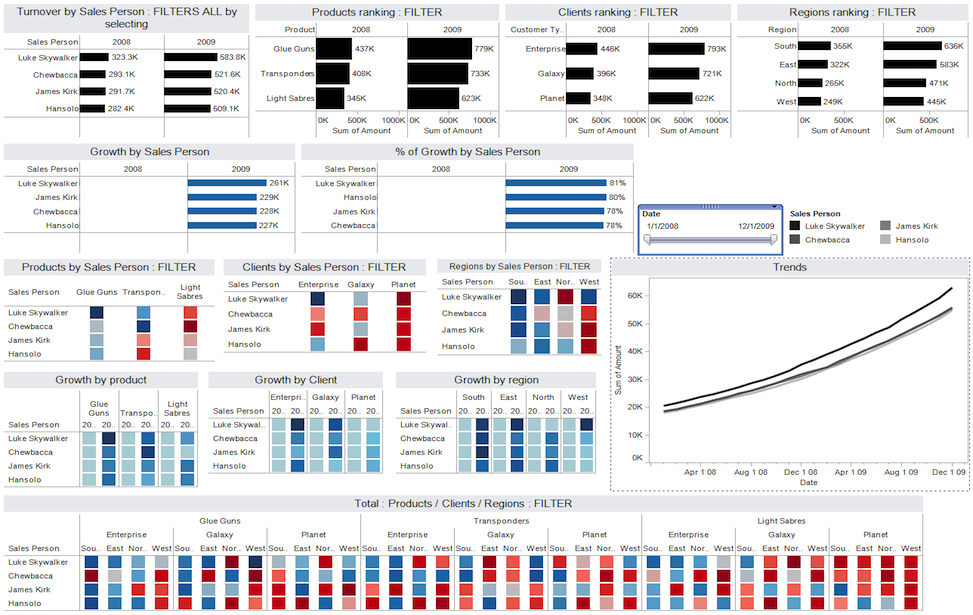 Turnover by Sales Person : FILTERS ALL by
selecting
Sales Person 2008 2009
Luke Skywalker 323.3K 583.8K
Chewbacca 293.1K 521.6K
James Kirk 291.7K 520.4K
Hansolo 282.4K 509.1K
Products ranking : FILTER
Product 2008 2009
Glue Guns 437K 779K
Transponders 408K 733K
Light Sabres 345K 623K
0K 500K 1000K 0K 500K 1000K
Sum of Amount Sum of Amount
Clients ranking : FILTER
Customer Ty.. 2008 2009
Enterprise 446K 793K
Galaxy 396K 721K
Planet 348K 622K
0K 500K 0K 500K
Sum of Amount Sum of Amount
Regions ranking : FILTER
Region 2008 2009
South 355K 636K
East 322K 583K
North 265K 471K
West 249K 445K
0K 500K 0K 500K
Sum of Amount Sum of Amount
Growth by Sales Person
Sales Person 2008 2009
Luke Skywalker 261K
James Kirk 229K
Chewbacca 228K
Hansolo 227K
% of Growth by Sales Person
Sales Person 2008 2009
Luke Skywalker 81%
Hansolo 80%
James Kirk 78%
Chewbacca 78%
Date
1/1/2008 12/1/2009
Sales Person
Luke Skywalker James Kirk
Chewbacca Hansolo
Products by Sales Person : FILTER
Sales Person Glue Guns Transpon.. Light
Sabres
Luke Skywalker
Chewbacca
James Kirk
Hansolo
Clients by Sales Person : FILTER
Sales Person Enterprise Galaxy Planet
Luke Skywalker
Chewbacca
James Kirk
Hansolo
Regions by Sales Person : FILTER
Sales Person Sou.. East Nor.. West
Luke Skywalker
Chewbacca
James Kirk
Hansolo
Trends
60K
50K
40K
30K
20K
10K
0K
Sum of Amount
Apr 1 08 Aug 1 08 Dec 1 08 Apr 1 09 Aug 1 09 Dec 1 09
Date
Growth by product
Glue
Guns Transpo.. Light
Sabres
Sales Person 20.. 20.. 20.. 20.. 20.. 20..
Luke Skywalker
Chewbacca
James Kirk
Hansolo
Growth by Client
Enterpri.. Galaxy Planet
Sales Person 20.. 20.. 20.. 20.. 20.. 20..
Luke Skywal..
Chewbacca
James Kirk
Hansolo
Growth by region
South East North West
Sales Person 20.. 20.. 20.. 20.. 20.. 20.. 20.. 20..
Luke Skywalker
Chewbacca
James Kirk
Hansolo
Total : Products / Clients / Regions : FILTER
Glue Guns Transponders Light Sabres
Enterprise Galaxy Planet Enterprise Galaxy Planet Enterprise Galaxy Planet
Sales Person Sou.. East Nor.. West Sou.. East Nor.. West Sou.. East Nor.. West Sou.. East Nor.. West Sou.. East Nor.. West Sou.. East Nor.. West Sou.. East Nor.. West Sou.. East Nor.. West Sou.. East Nor.. West
Luke Skywalker
Chewbacca
James Kirk
Hansolo